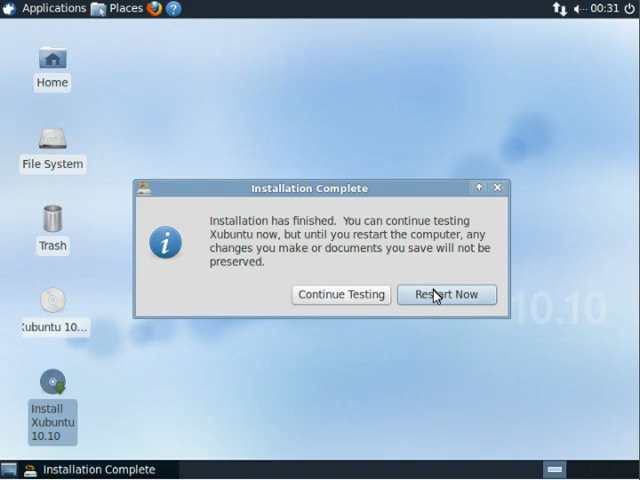 Applications Places 00:31
Home
File System
Trash
Xubuntu 10...
Install
Xubuntu
10.10
Installation Complete
Installation has finished. You can continue testing
Xubuntu now, but until you restart the computer, any
changes you make or documents you save will not be
preserved.
Continue Testing Restart Now
10.10
Installation Complete